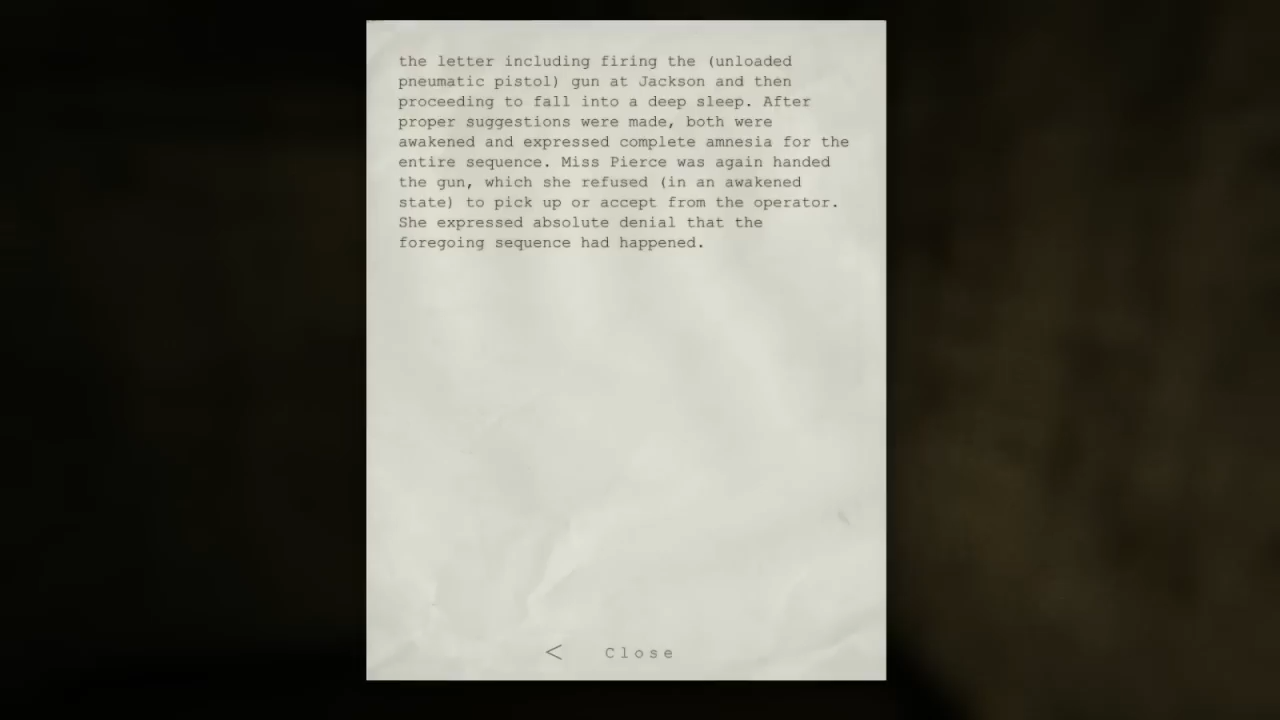 the letter including firing the (unloaded
pneumatic pistol) gun at Jackson and then
proceeding to fall into a deep sleep. After
proper suggestions were made, both were
awakened and expressed complete amnesia for the
entire sequence. Miss Pierce was again handed
the gun, which she refused (in an awakened
state) to pick up or accept from the operator.
She expressed absolute denial that the
foregoing sequence had happened.
< Close